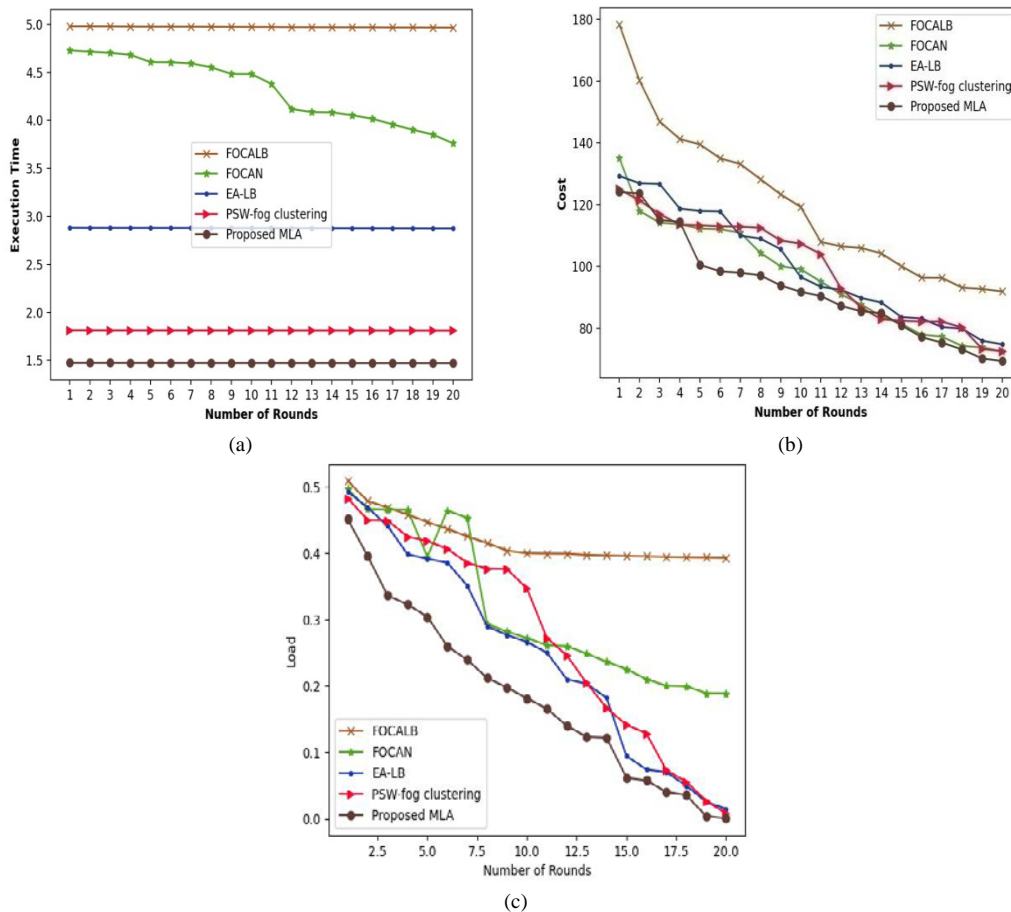 5.0
4.5
4.0
3.5
3.0
2.5
2.0
1.5
Execution Time
FOCALB
FOCAN
EA-LB
PSW-fog clustering
Proposed MLA
1 2 3 4 5 6 7 8 9 10 11 12 13 14 15 16 17 18 19 20
Number of Rounds
(a)
180
160
140
120
100
80
Cost
FOCALB
FOCAN
EA-LB
PSW-fog clustering
Proposed MLA
1 2 3 4 5 6 7 8 9 10 11 12 13 14 15 16 17 18 19 20
Number of Rounds
(b)
0.5
0.4
0.3
0.2
0.1
0.0
Load
FOCALB
FOCAN
EA-LB
PSW-fog clustering
Proposed MLA
2.5 5.0 7.5 10.0 12.5 15.0 17.5 20.0
Number of Rounds
(c)